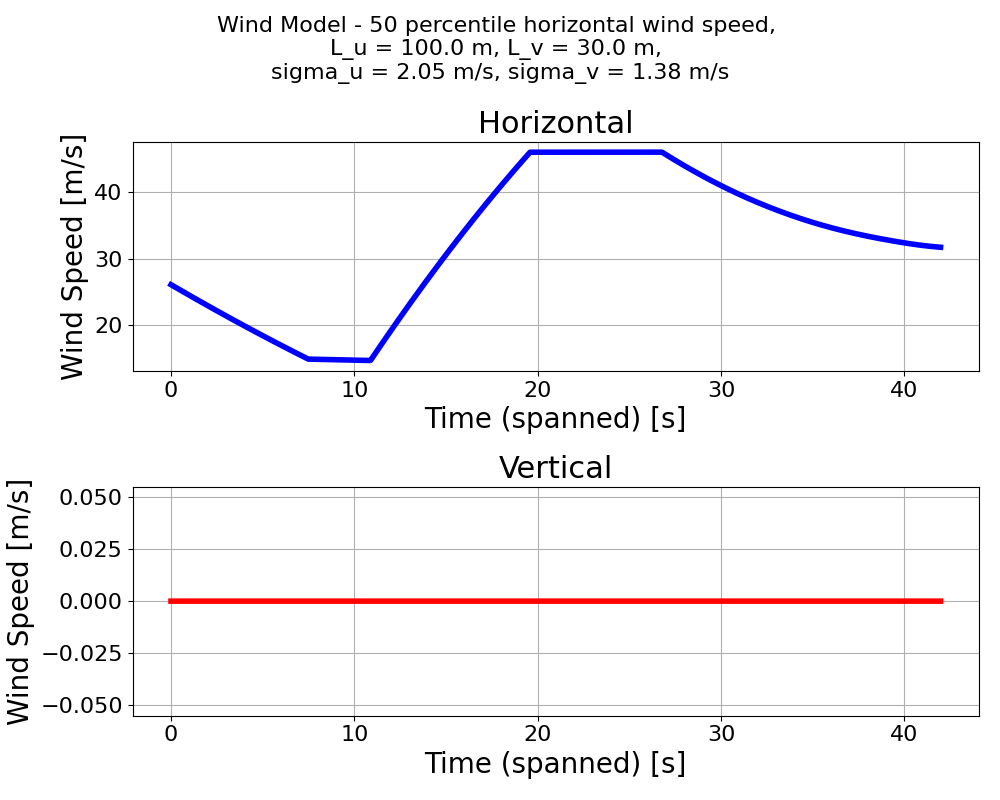 Wind Model - 50 percentile horizontal wind speed,
L_u = 100.0 m, L_v = 30.0 m,
sigma_u = 2.05 m/s, sigma_v = 1.38 m/s
Horizontal
Wind Speed [m/s]
40
30
20
0 10 20 30 40
Time (spanned) [s]
Vertical
Wind Speed [m/s]
0.050
0.025
0.000
−0.025
−0.050
0 10 20 30 40
Time (spanned) [s]